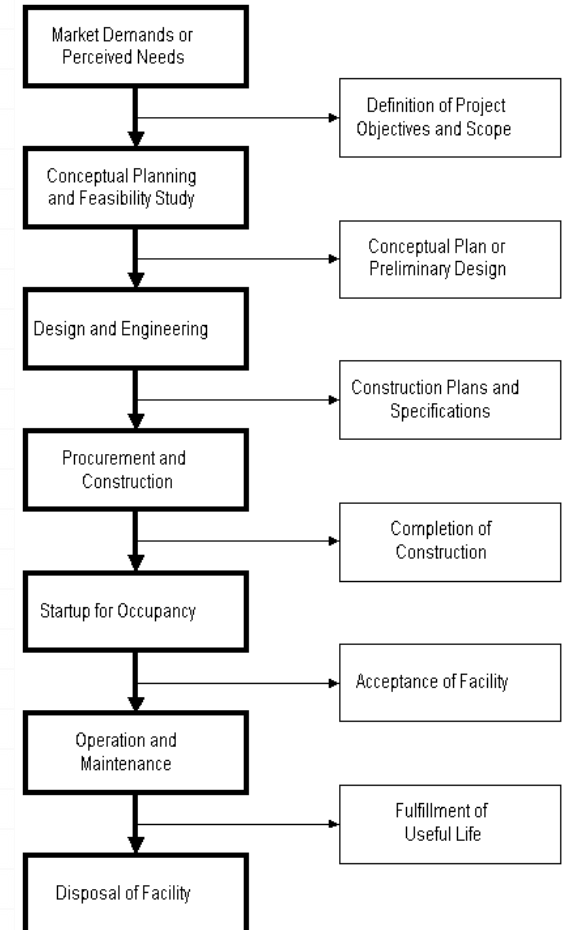 Market Demands or
Perceived Needs
Definition of Project
Objectives and Scope
Conceptual Planning
and Feasibility Study
Conceptual Plan or
Preliminary Design
Design and Engineering
Construction Plans and
Specifications
Procurement and
Construction
Completion of
Construction
Startup for Occupancy
Acceptance of Facility
Operation and
Maintenance
Fulfillment of
Useful Life
Disposal of Facility